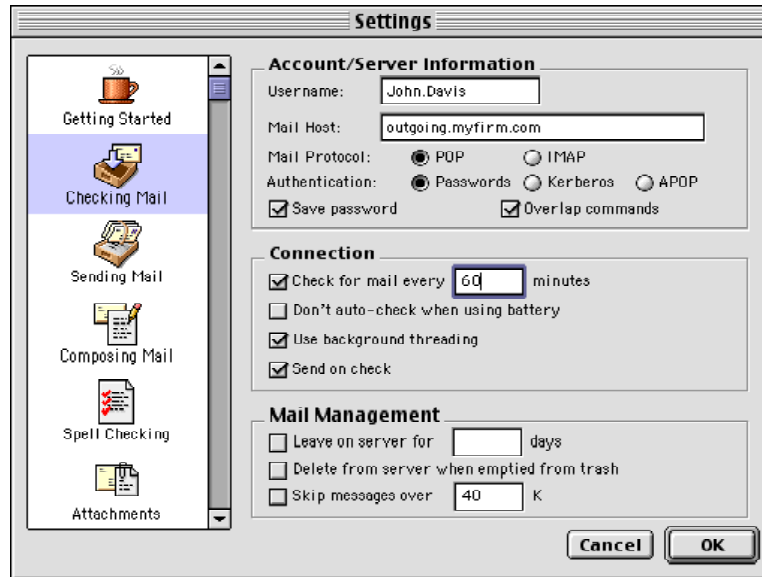 Settings
Getting Started
Checking Mail
Sending Mail
Composing Mail
Spell Checking
Attachments
Account/Server Information
Username: John.Davis
Mail Host: outgoing.myfirm.com
Mail Protocol: POP IMAP
Authentication: Passwords Kerberos APOP
Save password Overlap commands
Connection
Check for mail every 60 minutes
Don't auto-check when using battery
Use background threading
Send on check
Mail Management
Leave on server for days
Delete from server when emptied from trash
Skip messages over 40 K
Cancel OK